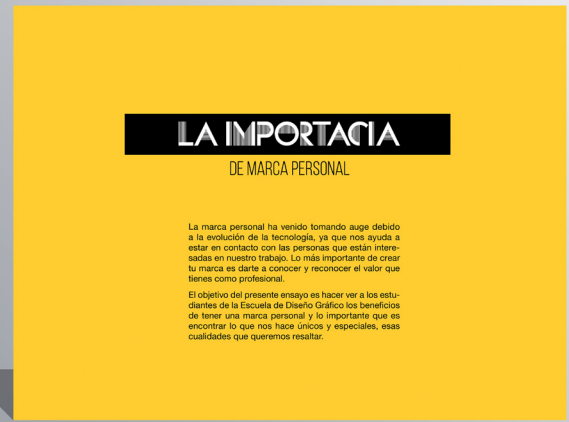 LA IMPORTACIA
DE MARCA PERSONAL
La marca personal ha venido tomando auge debido
a la evolución de la tecnología, ya que nos ayuda a
estar en contacto con las personas que están intere-
sadas en nuestro trabajo. Lo más importante de crear
tu marca es darte a conocer y reconocer el valor que
tienes como profesional.
El objetivo del presente ensayo es hacer ver a los estu-
diantes de la Escuela de Diseño Gráfico los beneficios
de tener una marca personal y lo importante que es
encontrar lo que nos hace únicos y especiales, esas
cualidades que queremos resaltar.